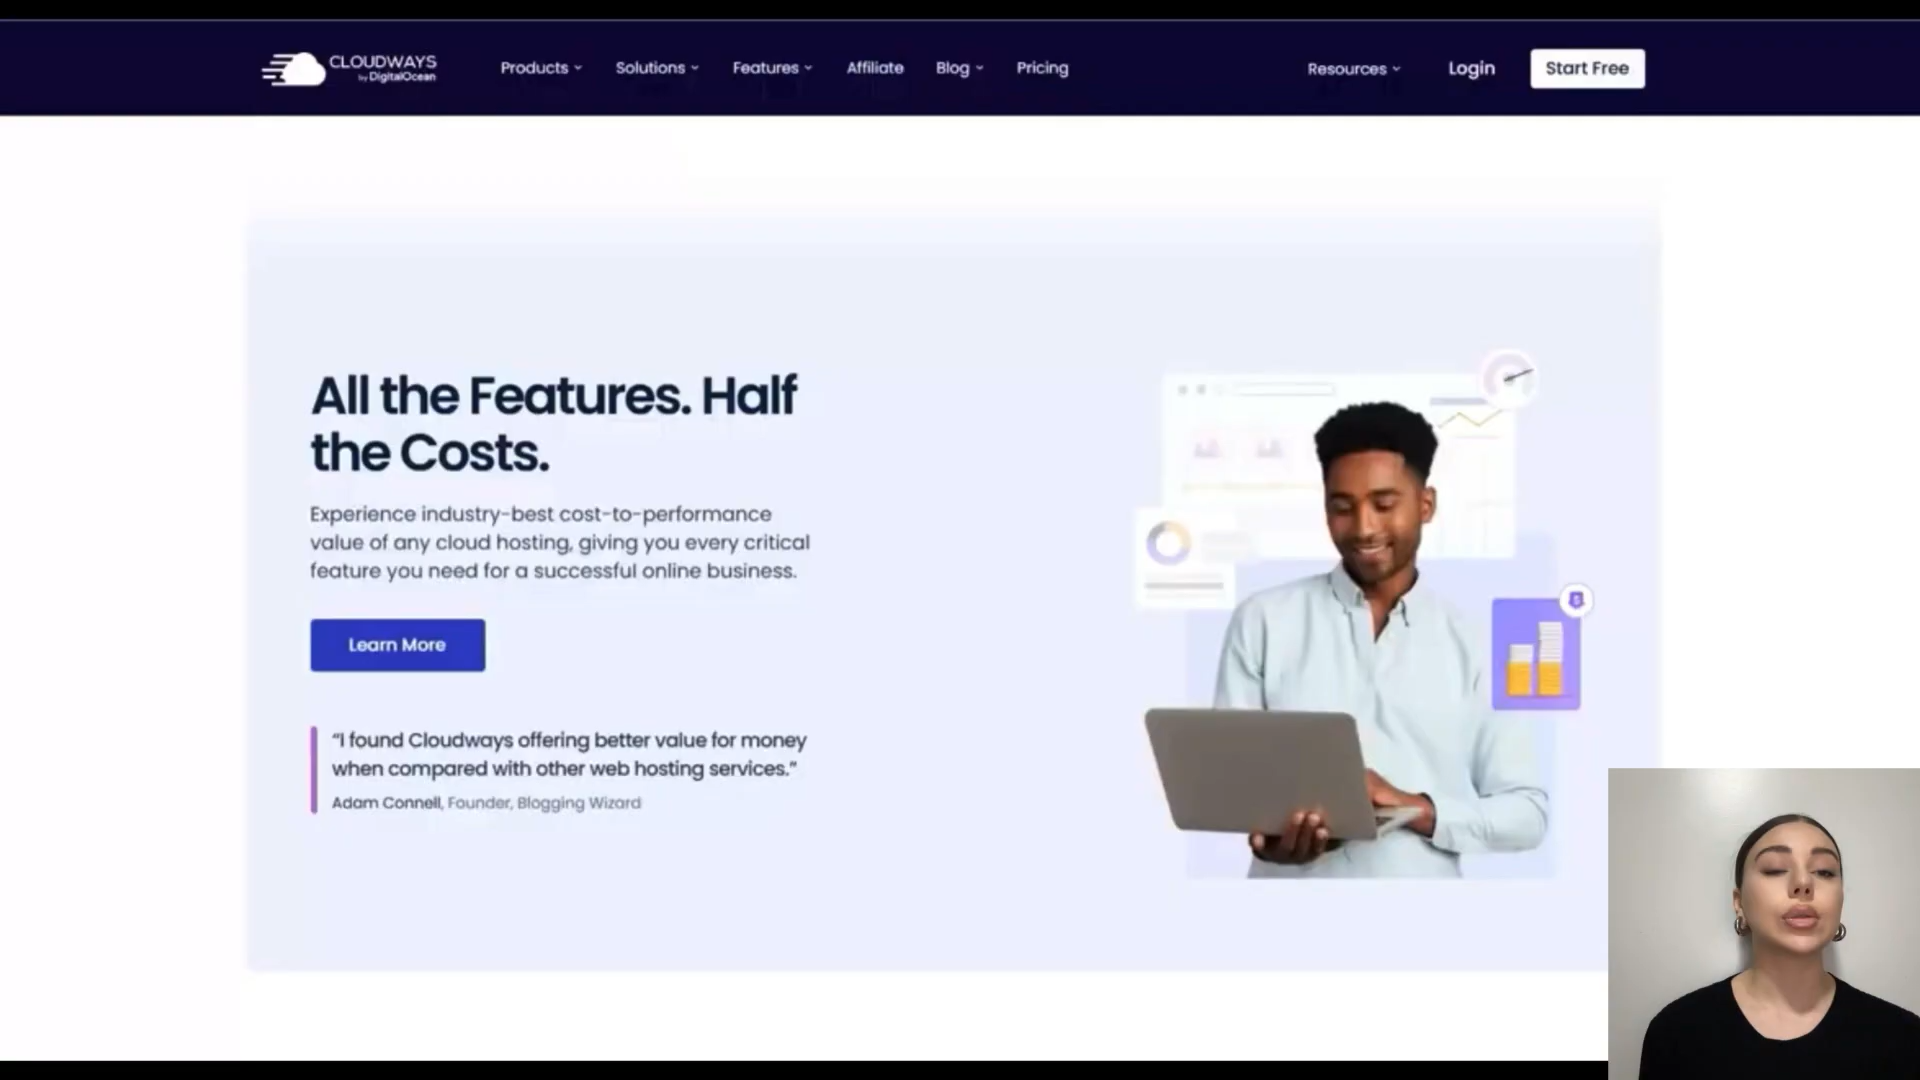 CLOUDWAYS
by DigitalOcean
Products
Solutions
Features
Affiliate
Blog
Pricing
Resources
Login
Start Free
All the Features. Half
the Costs.
Experience industry-best cost-to-performance
value of any cloud hosting, giving you every critical
feature you need for a successful online business.
Learn More
“I found Cloudways offering better value for money
when compared with other web hosting services.”
Adam Connell, Founder, Blogging Wizard